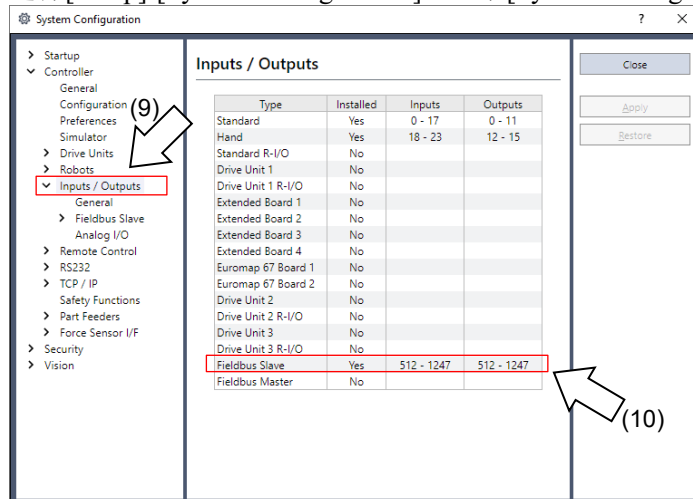 System Configuration ? ×
Startup
Controller
General
Configuration
Preferences
Simulator
Drive Units
Robots
Inputs / Outputs
General
Fieldbus Slave
Analog I/O
Remote Control
RS232
TCP / IP
Safety Functions
Part Feeders
Force Sensor I/F
Security
Vision
(9)
Inputs / Outputs
Type Installed Inputs Outputs
Standard Yes 0 - 17 0 - 11
Hand Yes 18 - 23 12 - 15
Standard R-I/O No
Drive Unit 1 No
Drive Unit 1 R-I/O No
Extended Board 1 No
Extended Board 2 No
Extended Board 3 No
Extended Board 4 No
Euromap 67 Board 1 No
Euromap 67 Board 2 No
Drive Unit 2 No
Drive Unit 2 R-I/O No
Drive Unit 3 No
Drive Unit 3 R-I/O No
Fieldbus Slave Yes 512 - 1247 512 - 1247
Fieldbus Master No
(10)
Close
Apply
Restore